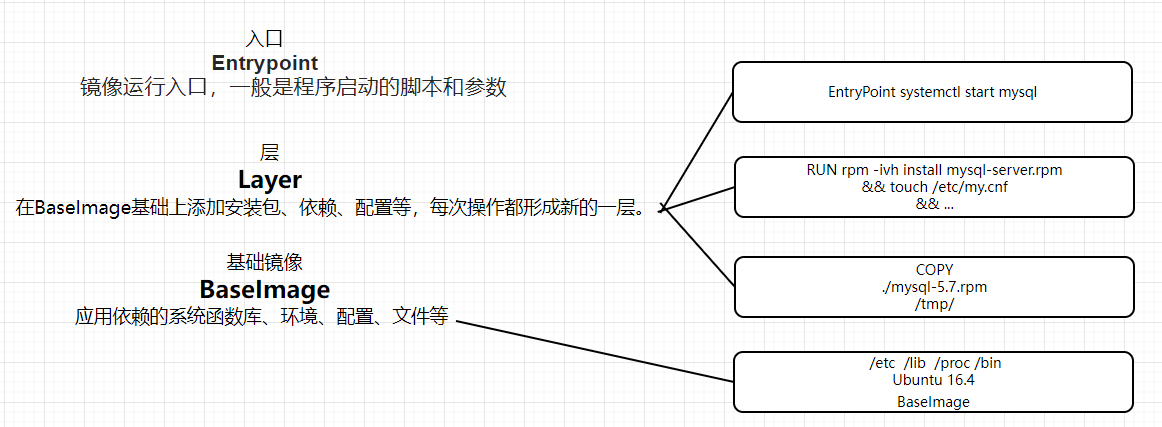 入口
Entrypoint
镜像运行入口，一般是程序启动的脚本和参数
层
Layer
在BaseImage基础上添加安装包、依赖、配置等，每次操作都形成新的一层。
基础镜像
BaseImage
应用依赖的系统函数库、环境、配置、文件等
EntryPoint systemctl start mysql
RUN rpm -ivh install mysql-server.rpm
&& touch /etc/my.cnf
&& ...
COPY
./mysql-5.7.rpm
/tmp/
/etc /lib /proc /bin
Ubuntu 16.4
BaseImage